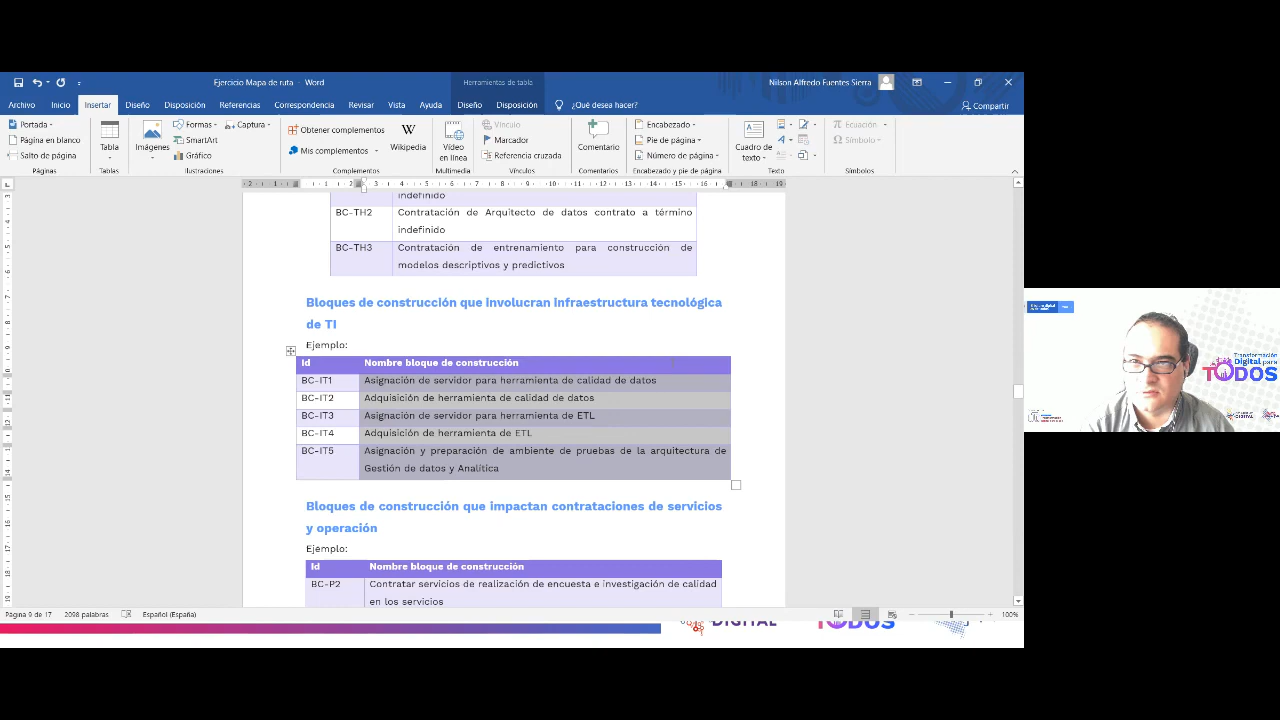 Ejercicio Mapa de ruta - Word
Herramientas de tabla
Nilson Alfredo Fuentes Sierra
Archivo Inicio Insertar Diseño Disposición Referencias Correspondencia Revisar Vista Ayuda Diseño Disposición ¿Qué desea hacer? Compartir
Portada
Página en blanco
Salto de página
Páginas
Tabla
Tablas
Imágenes
Formas
SmartArt
Gráfico
Captura
Ilustraciones
Obtener complementos
Mis complementos
Wikipedia
Complementos
Vídeo
en línea
Multimedia
Vínculo
Marcador
Referencia cruzada
Vínculos
Comentario
Comentarios
Encabezado
Pie de página
Número de página
Encabezado y pie de página
Cuadro de
texto
Texto
Ecuación
Símbolo
Símbolos
indefinido
BC-TH2 Contratación de Arquitecto de datos contrato a término
indefinido
BC-TH3 Contratación de entrenamiento para construcción de
modelos descriptivos y predictivos
Bloques de construcción que involucran infraestructura tecnológica
de TI
Ejemplo:
Id Nombre bloque de construcción
BC-IT1 Asignación de servidor para herramienta de calidad de datos
BC-IT2 Adquisición de herramienta de calidad de datos
BC-IT3 Asignación de servidor para herramienta de ETL
BC-IT4 Adquisición de herramienta de ETL
BC-IT5 Asignación y preparación de ambiente de pruebas de la arquitectura de
Gestión de datos y Analítica
Bloques de construcción que impactan contrataciones de servicios
y operación
Ejemplo:
Id Nombre bloque de construcción
BC-P2 Contratar servicios de realización de encuesta e investigación de calidad
en los servicios
Página 9 de 17 2098 palabras Español (España) 100%
DIGITAL TODOS
Transformación
Digital para
TODOS